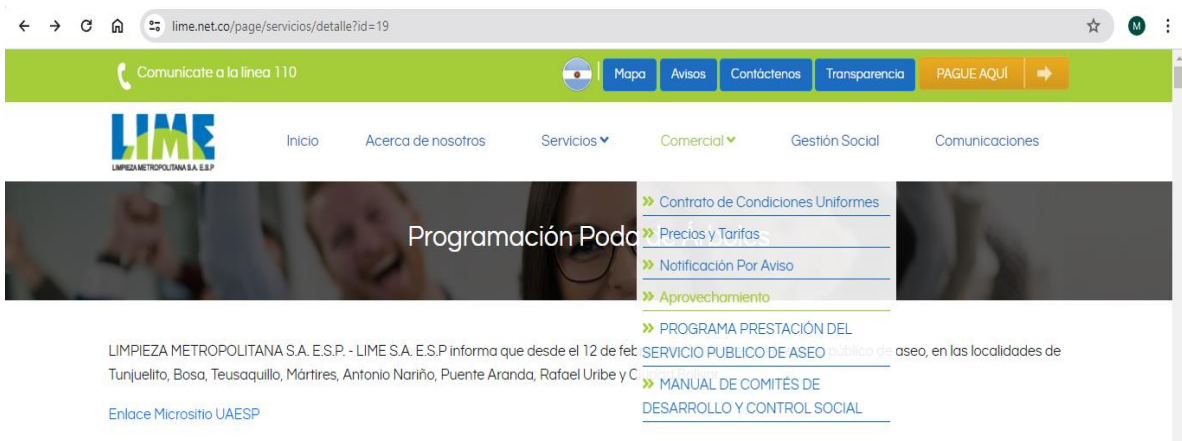 lime.net.co/page/servicios/detalle?id=19
M
Comunicate a la linea 110
Mapa
Avisos
Contáctenos
Transparencia
PAGUE AQUÍ
LIME
LIMPIEZA METROPOLITANA S.A. E.S.P
Inicio
Acerca de nosotros
Servicios
Comercial
Gestión Social
Comunicaciones
Programación Poda de Árboles
Contrato de Condiciones Uniformes
Precios y Tarifas
Notificación Por Aviso
Aprovechamiento
PROGRAMA PRESTACIÓN DEL
SERVICIO PUBLICO DE ASEO
MANUAL DE COMITÉS DE
DESARROLLO Y CONTROL SOCIAL
LIMPIEZA METROPOLITANA S.A. E.S.P. - LIME S.A. E.S.P informa que desde el 12 de público de aseo, en las localidades de
Tunjuelito, Bosa, Teusaquillo, Mártires, Antonio Nariño, Puente Aranda, Rafael Uribe y
Enlace Micrositio UAESP